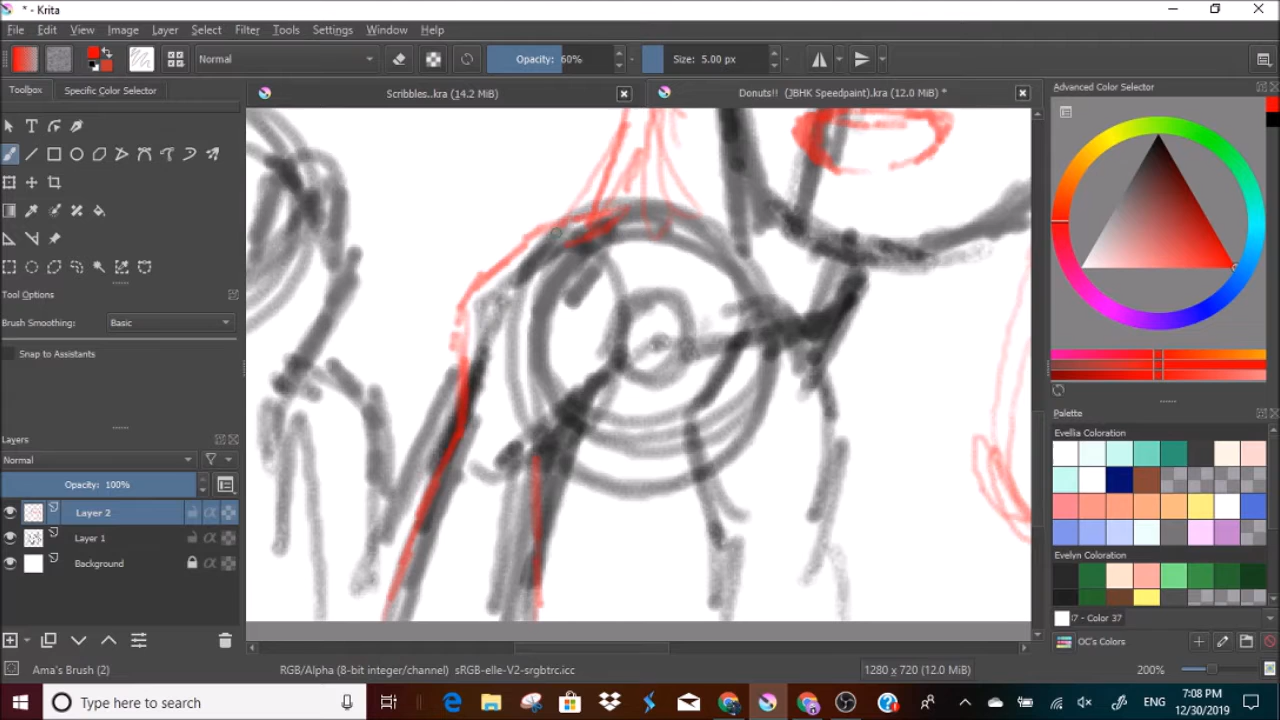 * - Krita
File Edit View Image Layer Select Filter Tools Settings Window Help
Normal Opacity: 60% Size: 5.00 px
Toolbox Specific Color Selector
Scribbles..kra (14.2 MiB)
Donuts!! (JBHK Speedpaint).kra (12.0 MiB) *
Advanced Color Selector
Tool Options
Brush Smoothing: Basic
Snap to Assistants
Layers
Normal
Opacity: 100%
Layer 2
Layer 1
Background
Palette
Evellia Coloration
Evelyn Coloration
I7 - Color 37
OC's Colors
Ama's Brush (2)
RGB/Alpha (8-bit integer/channel) sRGB-elle-V2-srgbtrc.icc
1280 x 720 (12.0 MiB)
200%
Type here to search
ENG
7:08 PM
12/30/2019